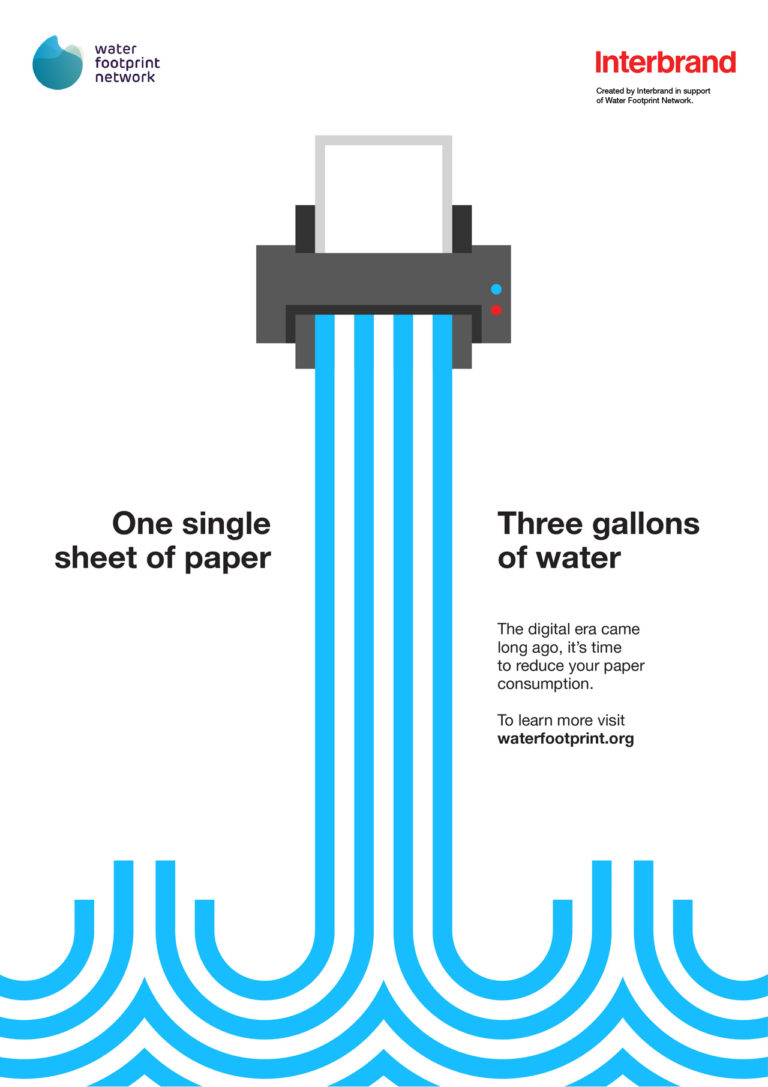 water
footprint
network
Interbrand
Created by Interbrand in support
of Water Footprint Network.
One single
sheet of paper
Three gallons
of water
The digital era came
long ago, it’s time
to reduce your paper
consumption.
To learn more visit
waterfootprint.org